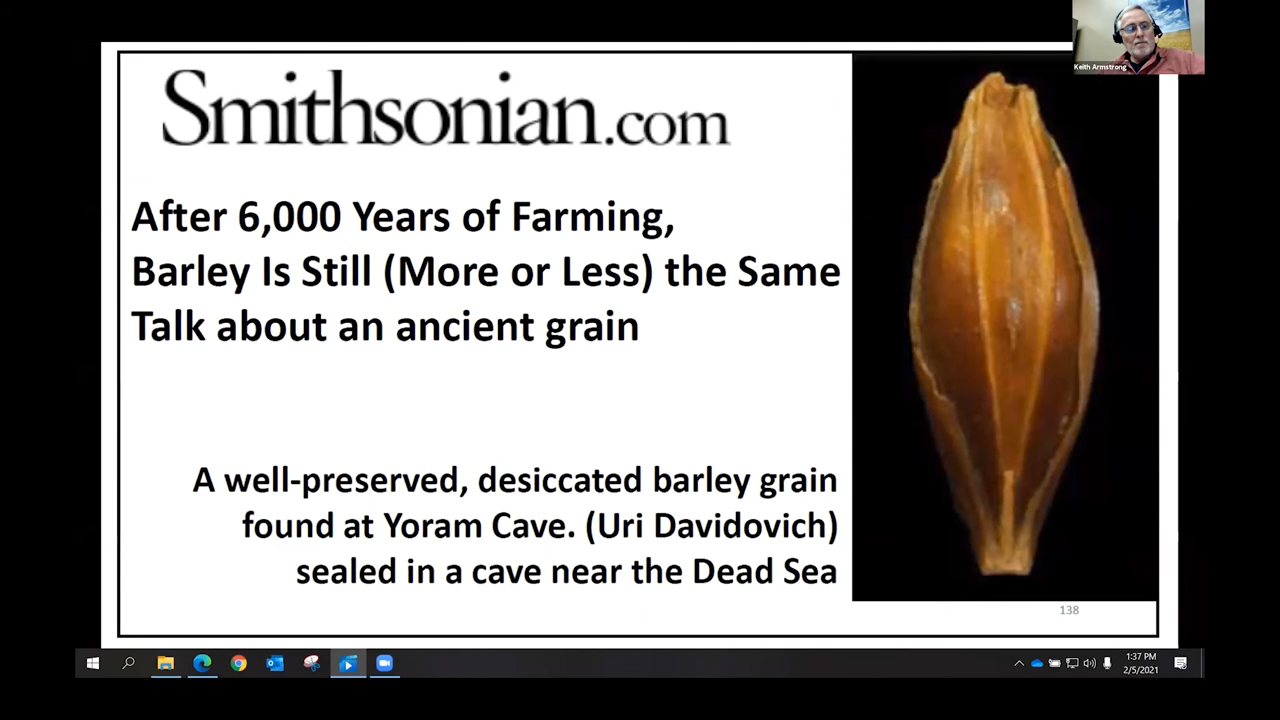 Keith Armstrong
Smithsonian.com
After 6,000 Years of Farming,
Barley Is Still (More or Less) the Same
Talk about an ancient grain
A well-preserved, desiccated barley grain
found at Yoram Cave. (Uri Davidovich)
sealed in a cave near the Dead Sea
138
1:37 PM
2/5/2021